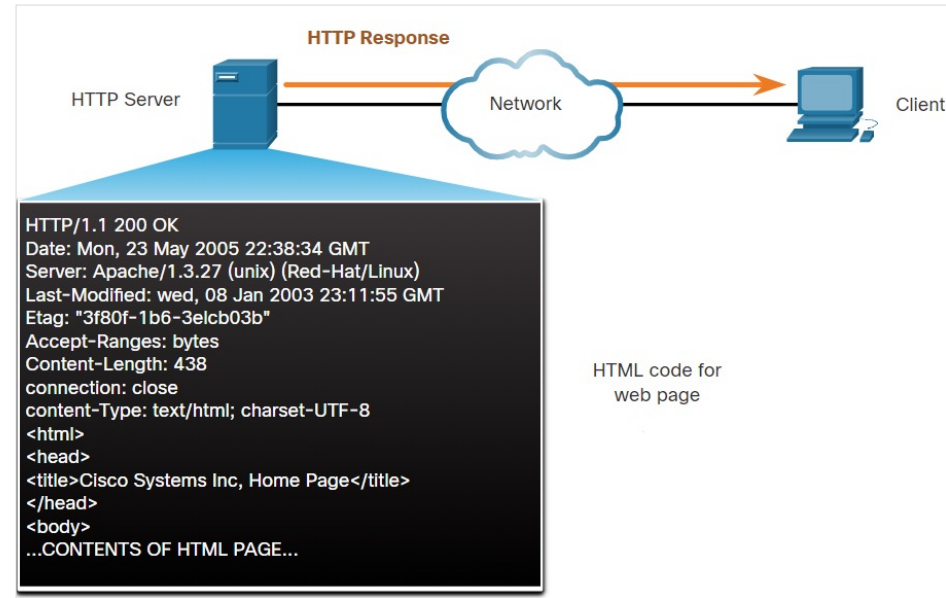 HTTP Response
HTTP Server
Network
Client
HTTP/1.1 200 OK
Date: Mon, 23 May 2005 22:38:34 GMT
Server: Apache/1.3.27 (unix) (Red-Hat/Linux)
Last-Modified: wed, 08 Jan 2003 23:11:55 GMT
Etag: "3f80f-1b6-3elcb03b"
Accept-Ranges: bytes
Content-Length: 438
connection: close
content-Type: text/html; charset-UTF-8
<html>
<head>
<title>Cisco Systems Inc, Home Page</title>
</head>
<body>
...CONTENTS OF HTML PAGE...
HTML code for
web page